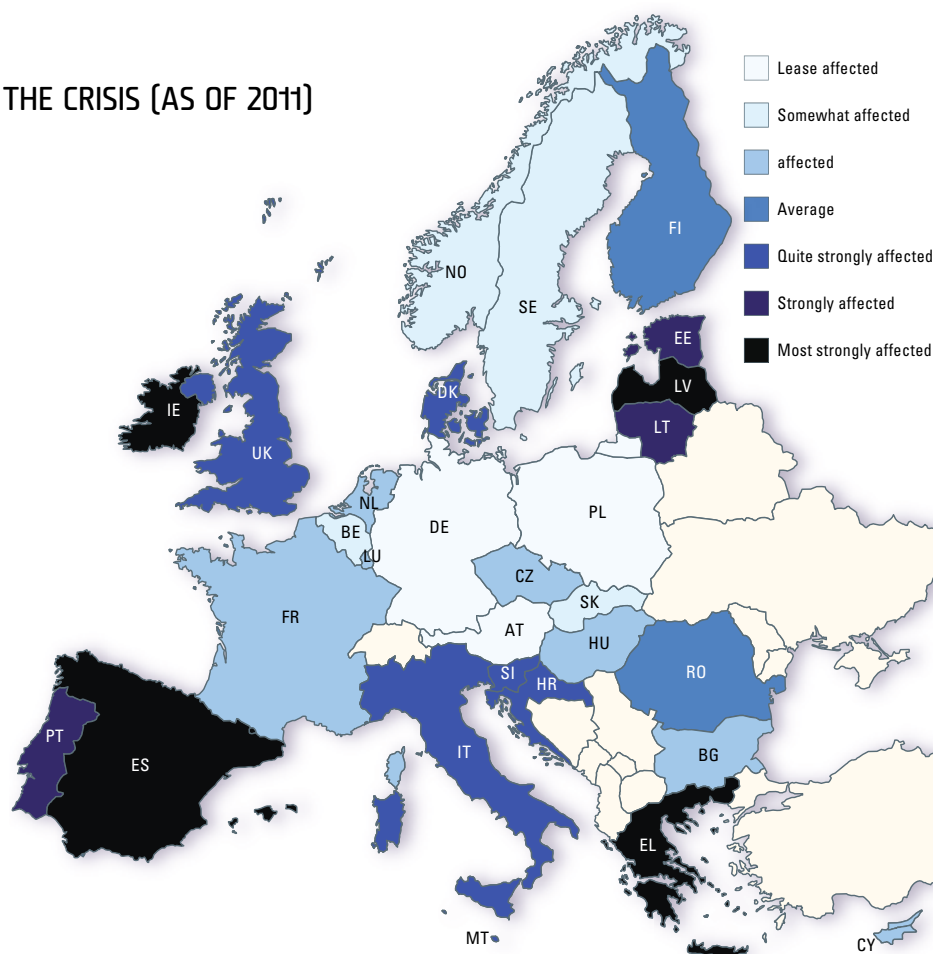 THE CRISIS (AS OF 2011)
Lease affected
Somewhat affected
affected
Average
Quite strongly affected
Strongly affected
Most strongly affected
FI
NO
SE
EE
LV
LT
DK
IE
UK
NL
BE
LU
DE
PL
CZ
SK
FR
AT
HU
RO
SI
HR
BG
PT
ES
IT
EL
MT
CY